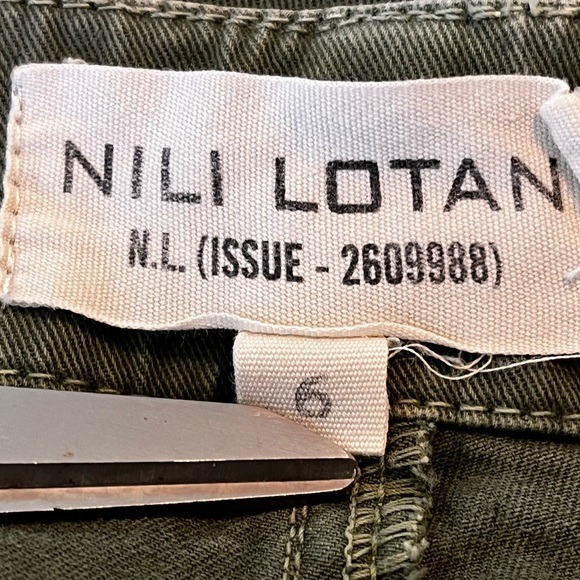 NILI LOTAN
N.L. (ISSUE - 2609988)
6